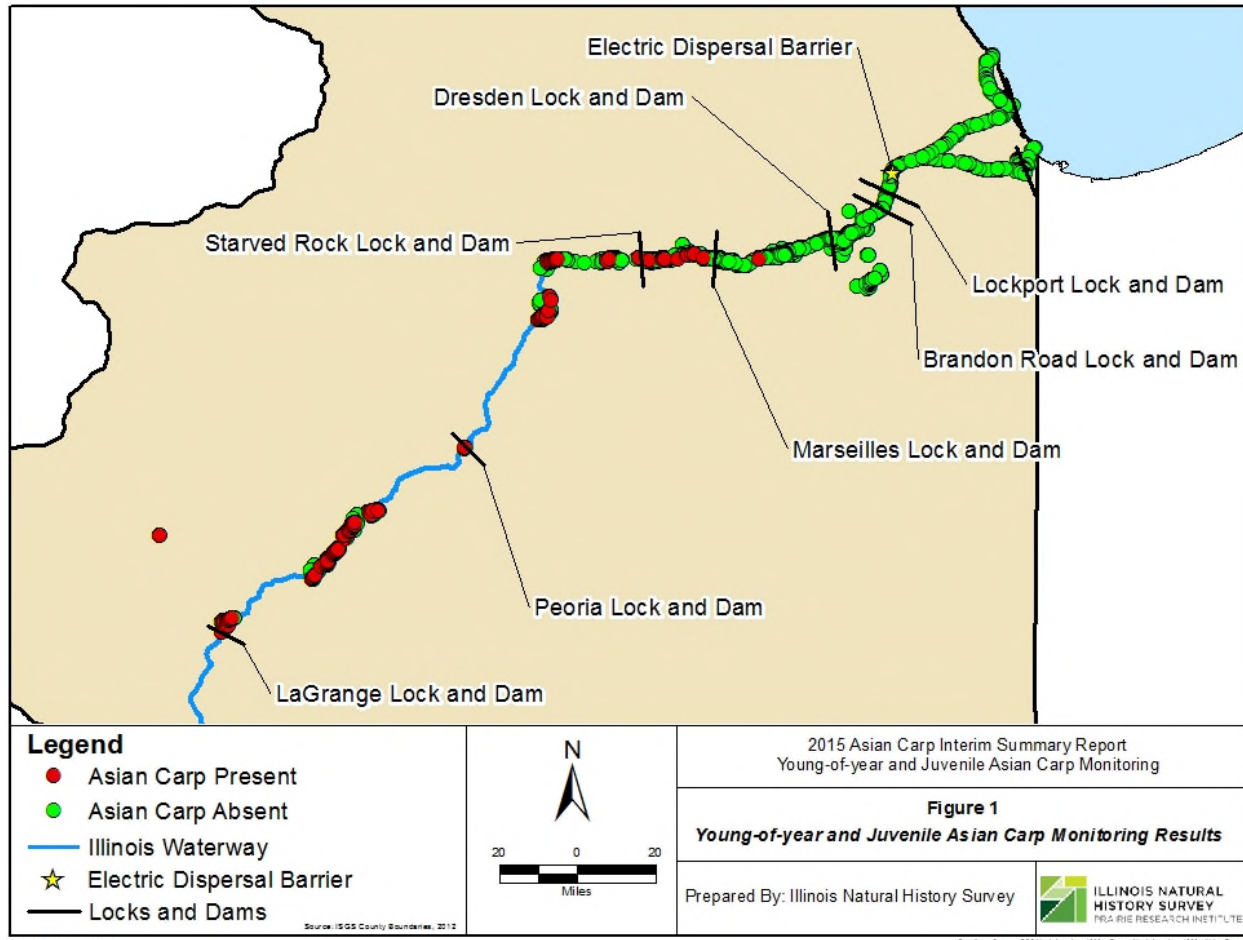 Electric Dispersal Barrier
Dresden Lock and Dam
Starved Rock Lock and Dam
Lockport Lock and Dam
Brandon Road Lock and Dam
Marseilles Lock and Dam
Peoria Lock and Dam
LaGrange Lock and Dam
Legend
Asian Carp Present
Asian Carp Absent
Illinois Waterway
Electric Dispersal Barrier
Locks and Dams
Source: ISGS County Boundaries, 2012
N
20 0 20
Miles
2015 Asian Carp Interim Summary Report
Young-of-year and Juvenile Asian Carp Monitoring
Figure 1
Young-of-year and Juvenile Asian Carp Monitoring Results
Prepared By: Illinois Natural History Survey
ILLINOIS NATURAL
HISTORY SURVEY
PRAIRIE RESEARCH INSTITUTE